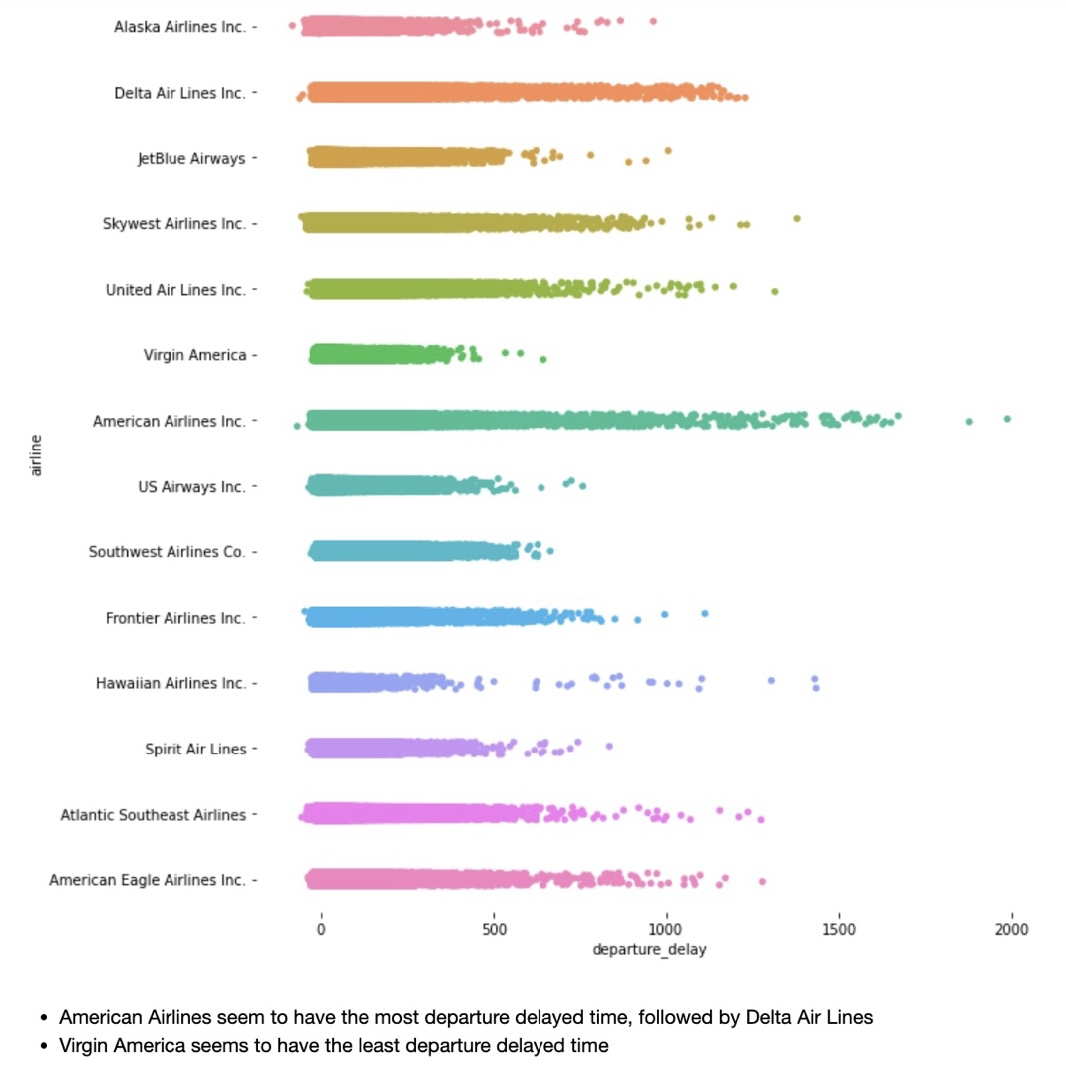 Alaska Airlines Inc.
Delta Air Lines Inc.
JetBlue Airways
Skywest Airlines Inc.
United Air Lines Inc.
Virgin America
American Airlines Inc.
airline
US Airways Inc.
Southwest Airlines Co.
Frontier Airlines Inc.
Hawaiian Airlines Inc.
Spirit Air Lines
Atlantic Southeast Airlines
American Eagle Airlines Inc.
0 500 1000 1500 2000
departure_delay
• American Airlines seem to have the most departure delayed time, followed by Delta Air Lines
• Virgin America seems to have the least departure delayed time